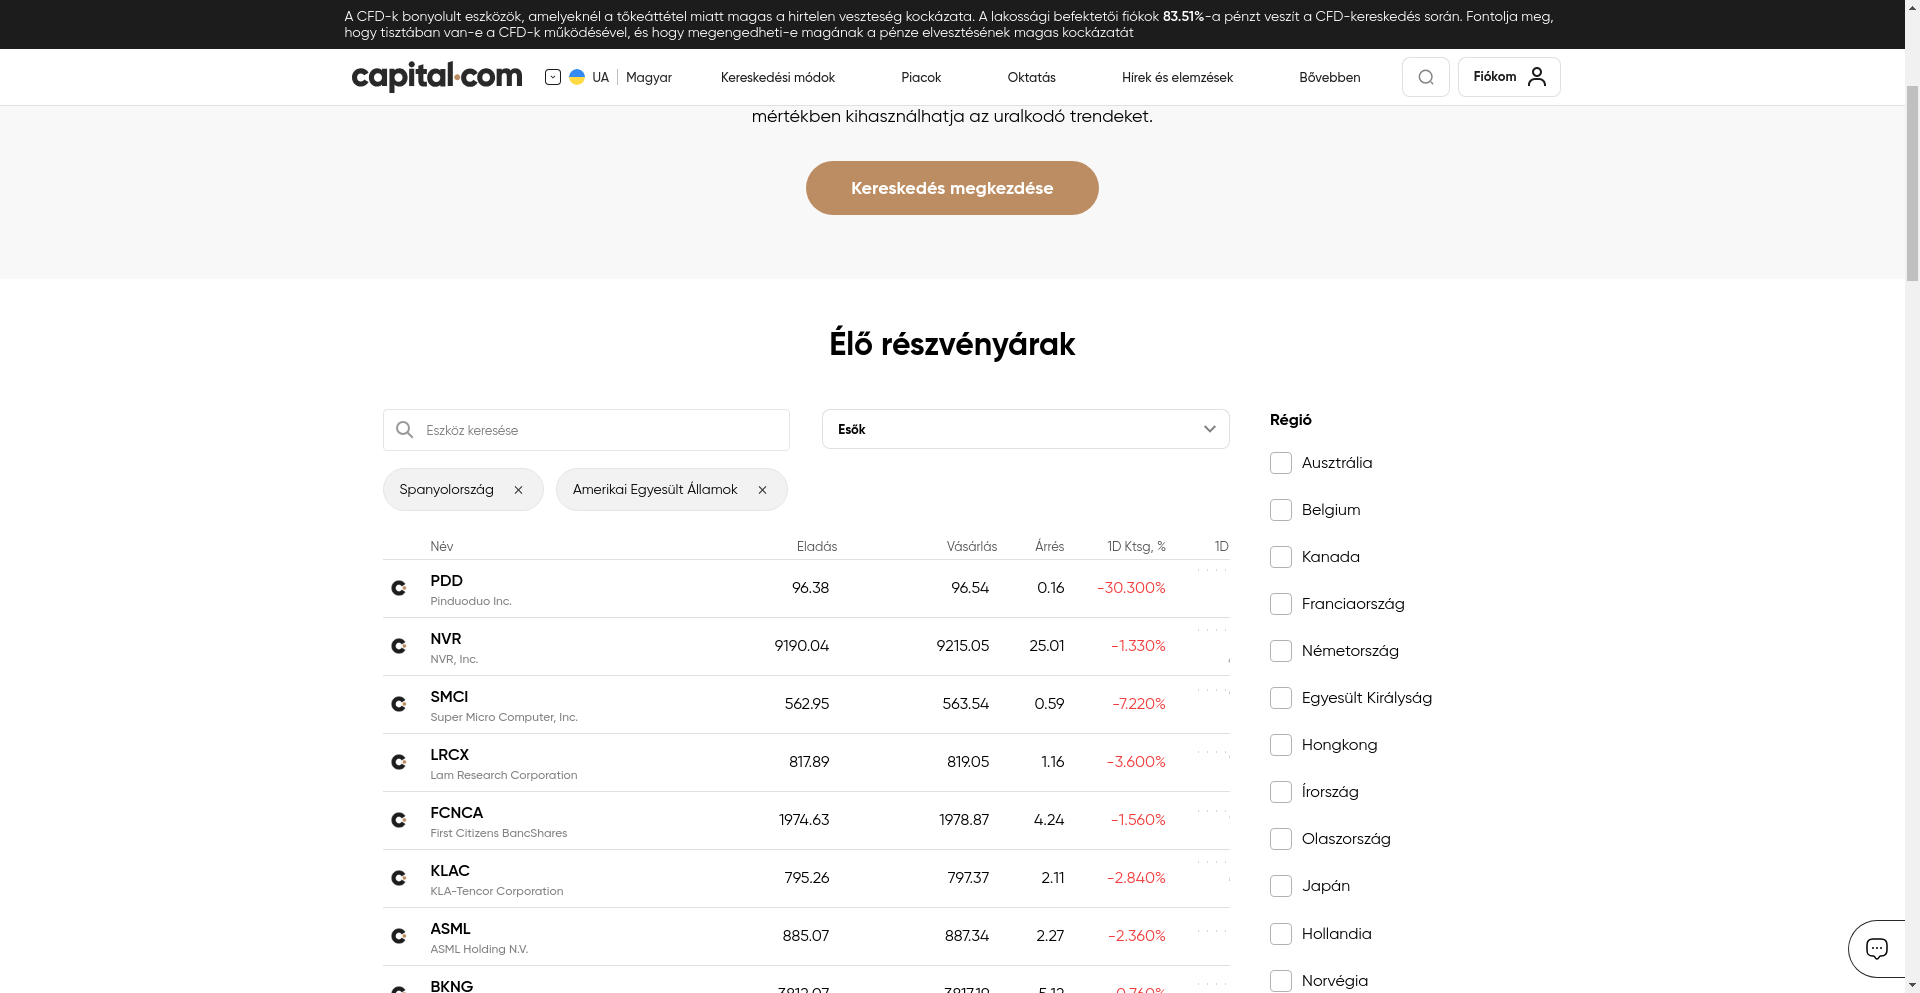 A CFD-k bonyolult eszközök, amelyeknél a tőkeáttétel miatt magas a hirtelen veszteség kockázata. A lakossági befektetői fiókok 83.51%-a pénzt veszít a CFD-kereskedés során. Fontolja meg,
hogy tisztában van-e a CFD-k működésével, és hogy megengedheti-e magának a pénze elvesztésének magas kockázatát
capital.com UA Magyar Kereskedési módok Piacok Oktatás Hírek és elemzések Bővebben Fiókom
mértékben kihasználhatja az uralkodó trendeket.
Kereskedés megkezdése
Élő részvényárak
Eszköz keresése
Esők
Spanyolország
Amerikai Egyesült Államok
Név Eladás Vásárlás Árrés 1D Ktsg, % 1D
PDD
Pinduoduo Inc.
96.38 96.54 0.16 -30.300%
NVR
NVR, Inc.
9190.04 9215.05 25.01 -1.330%
SMCI
Super Micro Computer, Inc.
562.95 563.54 0.59 -7.220%
LRCX
Lam Research Corporation
817.89 819.05 1.16 -3.600%
FCNCA
First Citizens BancShares
1974.63 1978.87 4.24 -1.560%
KLAC
KLA-Tencor Corporation
795.26 797.37 2.11 -2.840%
ASML
ASML Holding N.V.
885.07 887.34 2.27 -2.360%
BKNG
3812.07 3817.19 5.12 -0.760%
Régió
Ausztrália
Belgium
Kanada
Franciaország
Németország
Egyesült Királyság
Hongkong
Írország
Olaszország
Japán
Hollandia
Norvégia